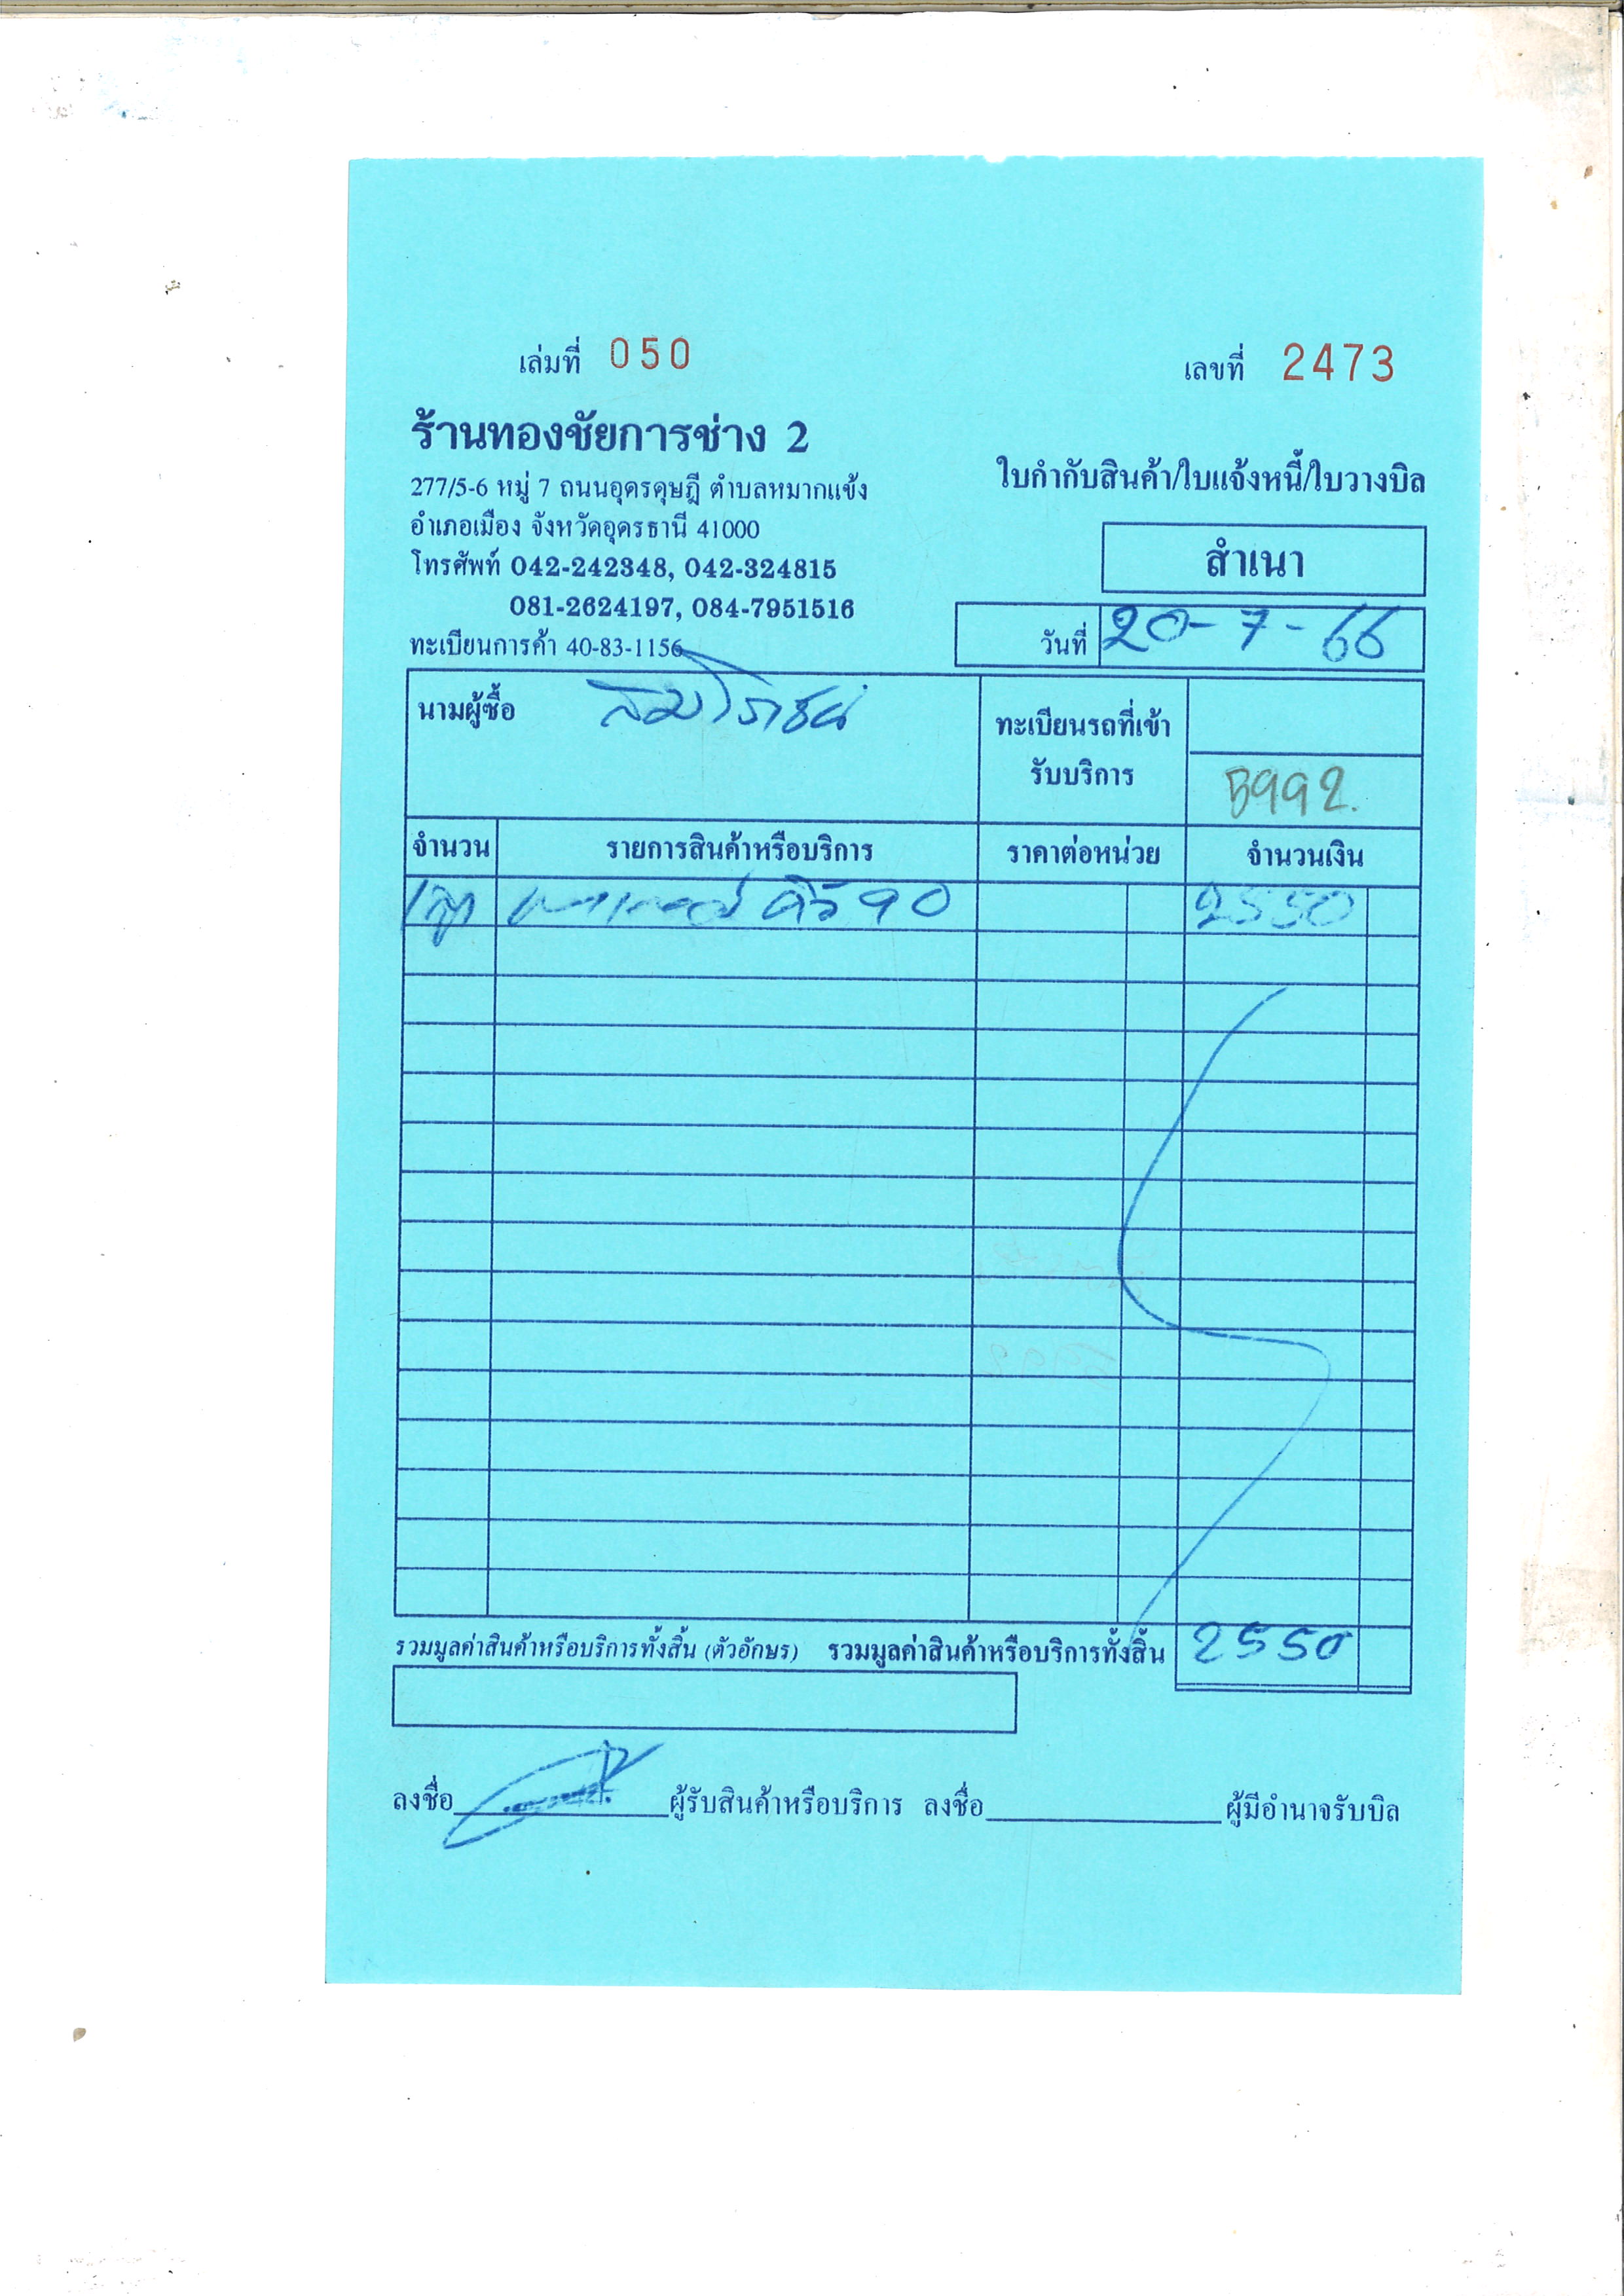 เล่มที่ 050
เลขที่ 2473
ร้านทองชัยการช่าง 2
277/5-6 หมู่ 7 ถนนอุดรดุษฎี ตำบลหมากแข้ง
อำเภอเมือง จังหวัดอุดรธานี 41000
โทรศัพท์ 042-242348, 042-324815
081-2624197, 084-7951516
ทะเบียนการค้า 40-83-1156
ใบกำกับสินค้า/ใบแจ้งหนี้/ใบวางบิล
สำเนา
วันที่ 20-7-66
นามผู้ซื้อ
ทะเบียนรถที่เข้า
รับบริการ
จำนวน รายการสินค้าหรือบริการ ราคาต่อหน่วย จำนวนเงิน
1 ลูก 90 2550
รวมมูลค่าสินค้าหรือบริการทั้งสิ้น (ตัวอักษร) รวมมูลค่าสินค้าหรือบริการทั้งสิ้น 2550
ลงชื่อ ผู้รับสินค้าหรือบริการ ลงชื่อ ผู้มีอำนาจรับบิล